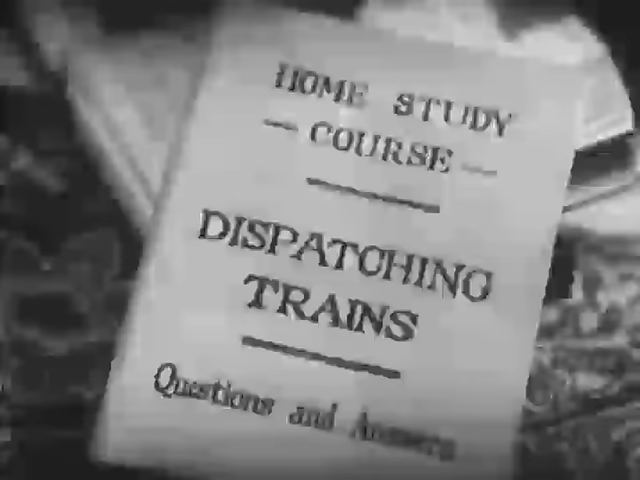 HOME STUDY
— COURSE —
DISPATCHING
TRAINS
Questions and Answers